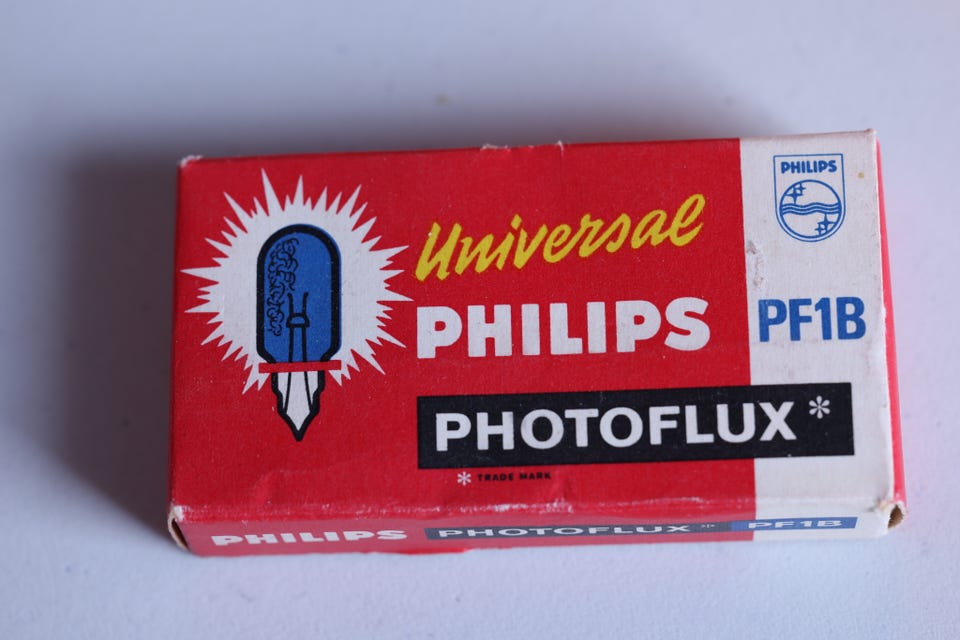 PHILIPS
Universal
PHILIPS
PF1B
PHOTOFLUX *
* TRADE MARK
PHILIPS PHOTOFLUX * PF1B